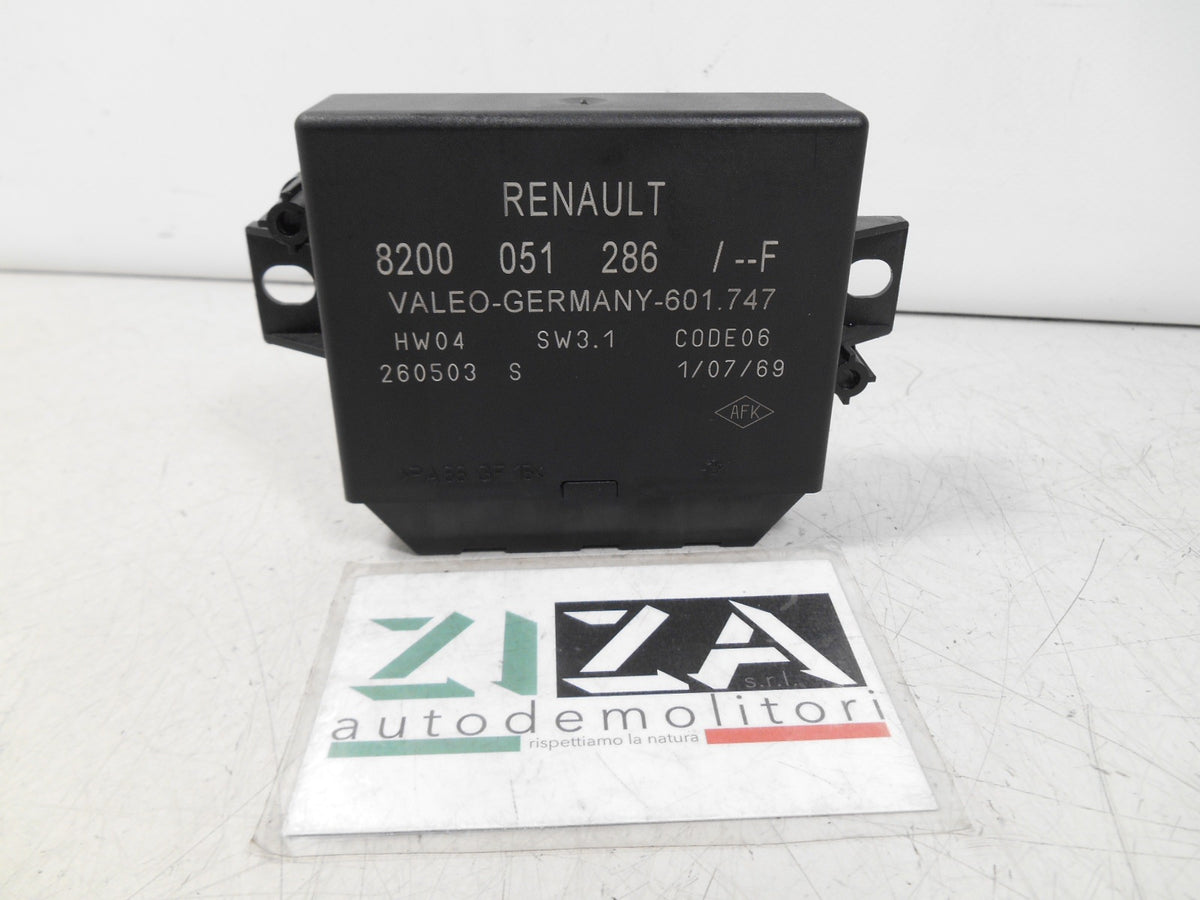 RENAULT
8200 051 286 /--F
VALEO-GERMANY-601.747
HW04 SW3.1 CODE06
260503 S 1/07/69
AFK
ZIZA
s.r.l.
autodemolitori
rispettiamo la natura